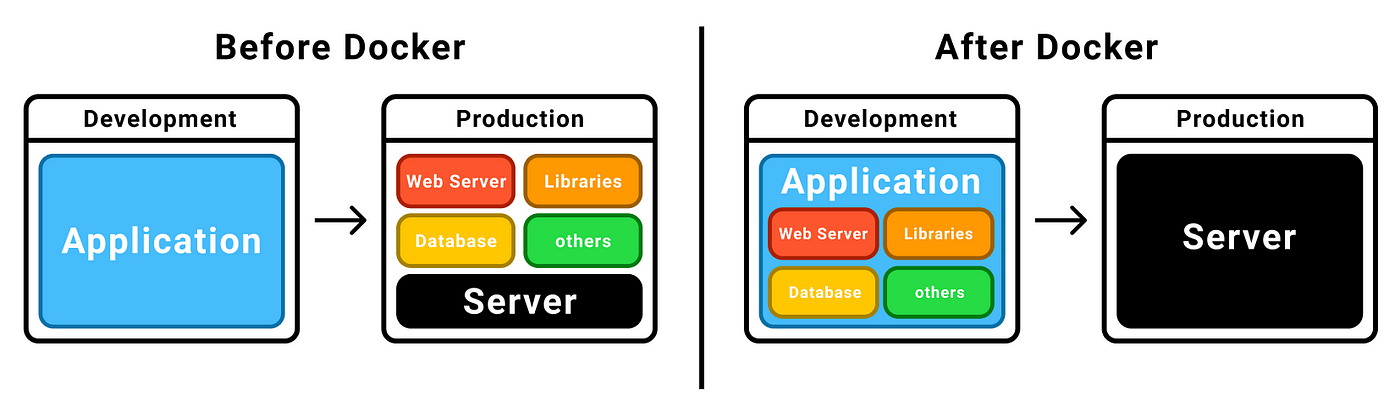 Before Docker
Development
Application
Production
Web Server
Libraries
Database
others
Server
After Docker
Development
Application
Web Server
Libraries
Database
others
Production
Server